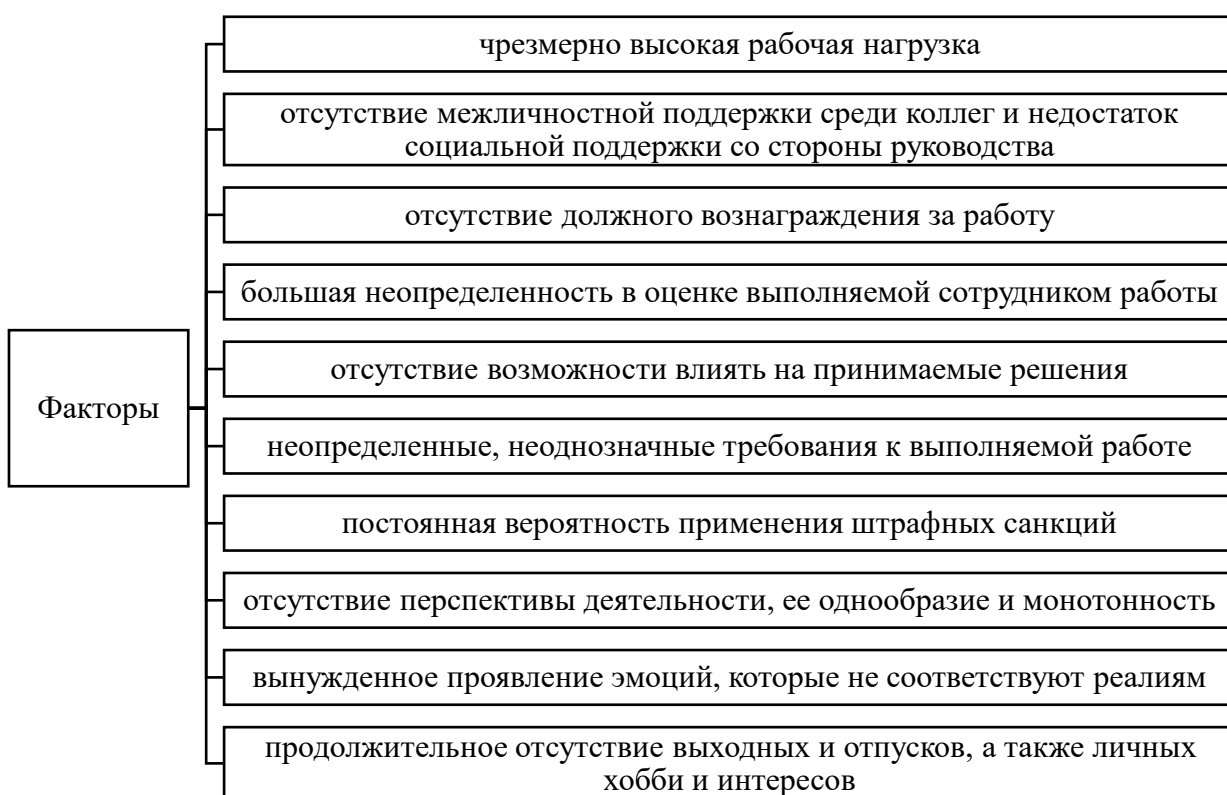 чрезмерно высокая рабочая нагрузка
отсутствие межличностной поддержки среди коллег и недостаток
социальной поддержки со стороны руководства
отсутствие должного вознаграждения за работу
большая неопределенность в оценке выполняемой сотрудником работы
отсутствие возможности влиять на принимаемые решения
Факторы
неопределенные, неоднозначные требования к выполняемой работе
постоянная вероятность применения штрафных санкций
отсутствие перспективы деятельности, ее однообразие и монотонность
вынужденное проявление эмоций, которые не соответствуют реалиям
продолжительное отсутствие выходных и отпусков, а также личных
хобби и интересов